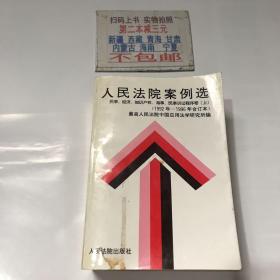 扫码上书 实物拍照
第二本减三元
新疆 西藏 青海 甘肃
内蒙古 海南 宁夏
不包邮
人民法院案例选
民事、经济、知识产权、海事、民事诉讼程序卷(上)
(1992年—1996年合订本)
最高人民法院中国应用法学研究所编
人民法院出版社